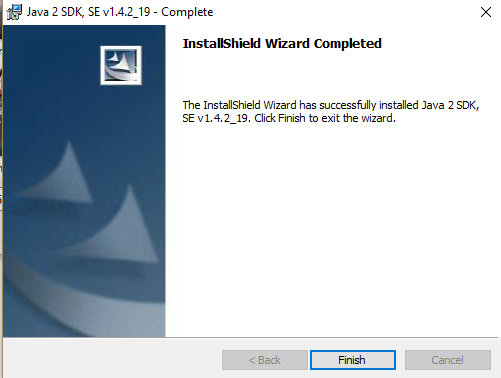 Java 2 SDK, SE v1.4.2_19 - Complete
InstallShield Wizard Completed
The InstallShield Wizard has successfully installed Java 2 SDK,
SE v1.4.2_19. Click Finish to exit the wizard.
< Back
Finish
Cancel